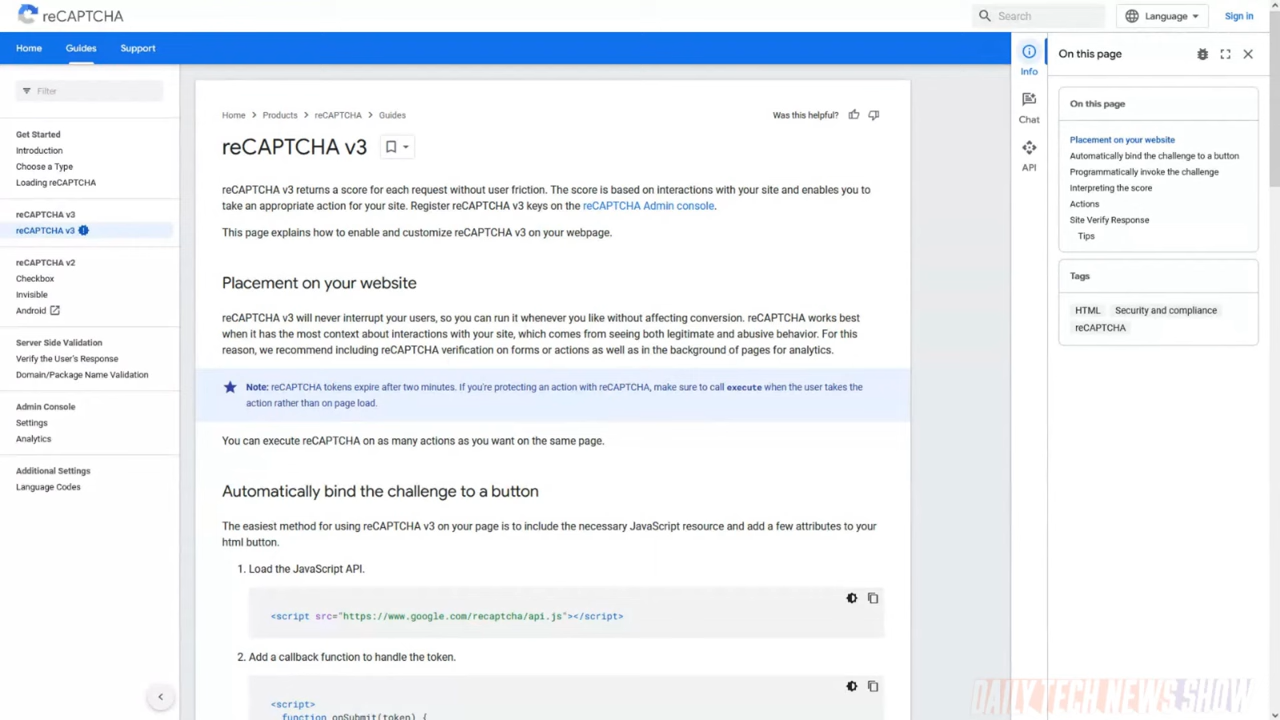 reCAPTCHA
Search
Language
Sign in
Home
Guides
Support
Filter
Get Started
Introduction
Choose a Type
Loading reCAPTCHA
reCAPTCHA v3
reCAPTCHA v3
reCAPTCHA v2
Checkbox
Invisible
Android
Server Side Validation
Verify the User's Response
Domain/Package Name Validation
Admin Console
Settings
Analytics
Additional Settings
Language Codes
Home > Products > reCAPTCHA > Guides
Was this helpful?
reCAPTCHA v3
reCAPTCHA v3 returns a score for each request without user friction. The score is based on interactions with your site and enables you to
take an appropriate action for your site. Register reCAPTCHA v3 keys on the reCAPTCHA Admin console.
This page explains how to enable and customize reCAPTCHA v3 on your webpage.
Placement on your website
reCAPTCHA v3 will never interrupt your users, so you can run it whenever you like without affecting conversion. reCAPTCHA works best
when it has the most context about interactions with your site, which comes from seeing both legitimate and abusive behavior. For this
reason, we recommend including reCAPTCHA verification on forms or actions as well as in the background of pages for analytics.
Note: reCAPTCHA tokens expire after two minutes. If you're protecting an action with reCAPTCHA, make sure to call execute when the user takes the
action rather than on page load.
You can execute reCAPTCHA on as many actions as you want on the same page.
Automatically bind the challenge to a button
The easiest method for using reCAPTCHA v3 on your page is to include the necessary JavaScript resource and add a few attributes to your
html button.
1. Load the JavaScript API.
<script src="https://www.google.com/recaptcha/api.js"></script>
2. Add a callback function to handle the token.
<script>
function onSubmit(token) {
Info
Chat
API
On this page
On this page
Placement on your website
Automatically bind the challenge to a button
Programmatically invoke the challenge
Interpreting the score
Actions
Site Verify Response
Tips
Tags
HTML
Security and compliance
reCAPTCHA
DAILY TECH NEWS SHOW